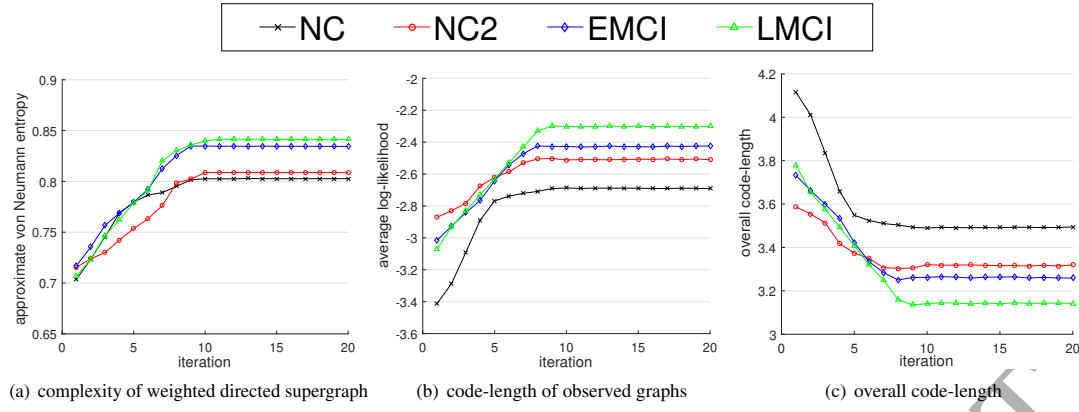 NC NC2 EMCI LMCI
approximate von Neumann entropy
0.9
0.85
0.8
0.75
0.7
0.65
0 5 10 15 20
iteration
(a) complexity of weighted directed supergraph
average log-likelihood
-2
-2.2
-2.4
-2.6
-2.8
-3
-3.2
-3.4
-3.6
0 5 10 15 20
iteration
(b) code-length of observed graphs
overall code-length
4.2
4
3.8
3.6
3.4
3.2
3
0 5 10 15 20
iteration
(c) overall code-length
T